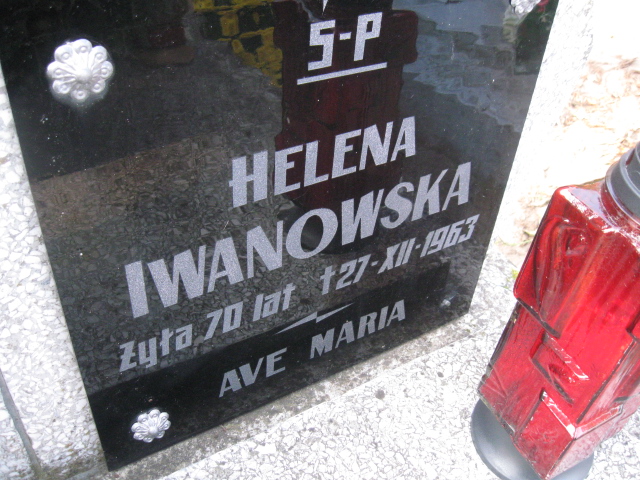 Ś-P
HELENA
IWANOWSKA
żyła 70 lat †27-XII-1963
AVE MARIA